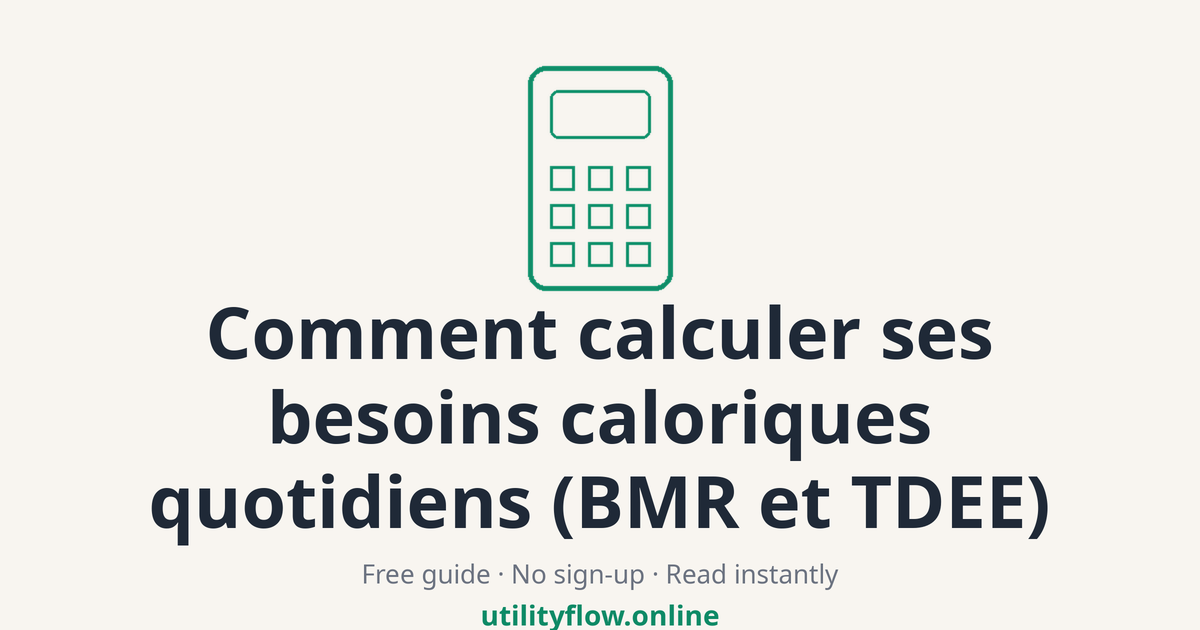 Comment calculer ses
besoins caloriques
quotidiens (BMR et TDEE)
Free guide · No sign-up · Read instantly
utilityflow.online